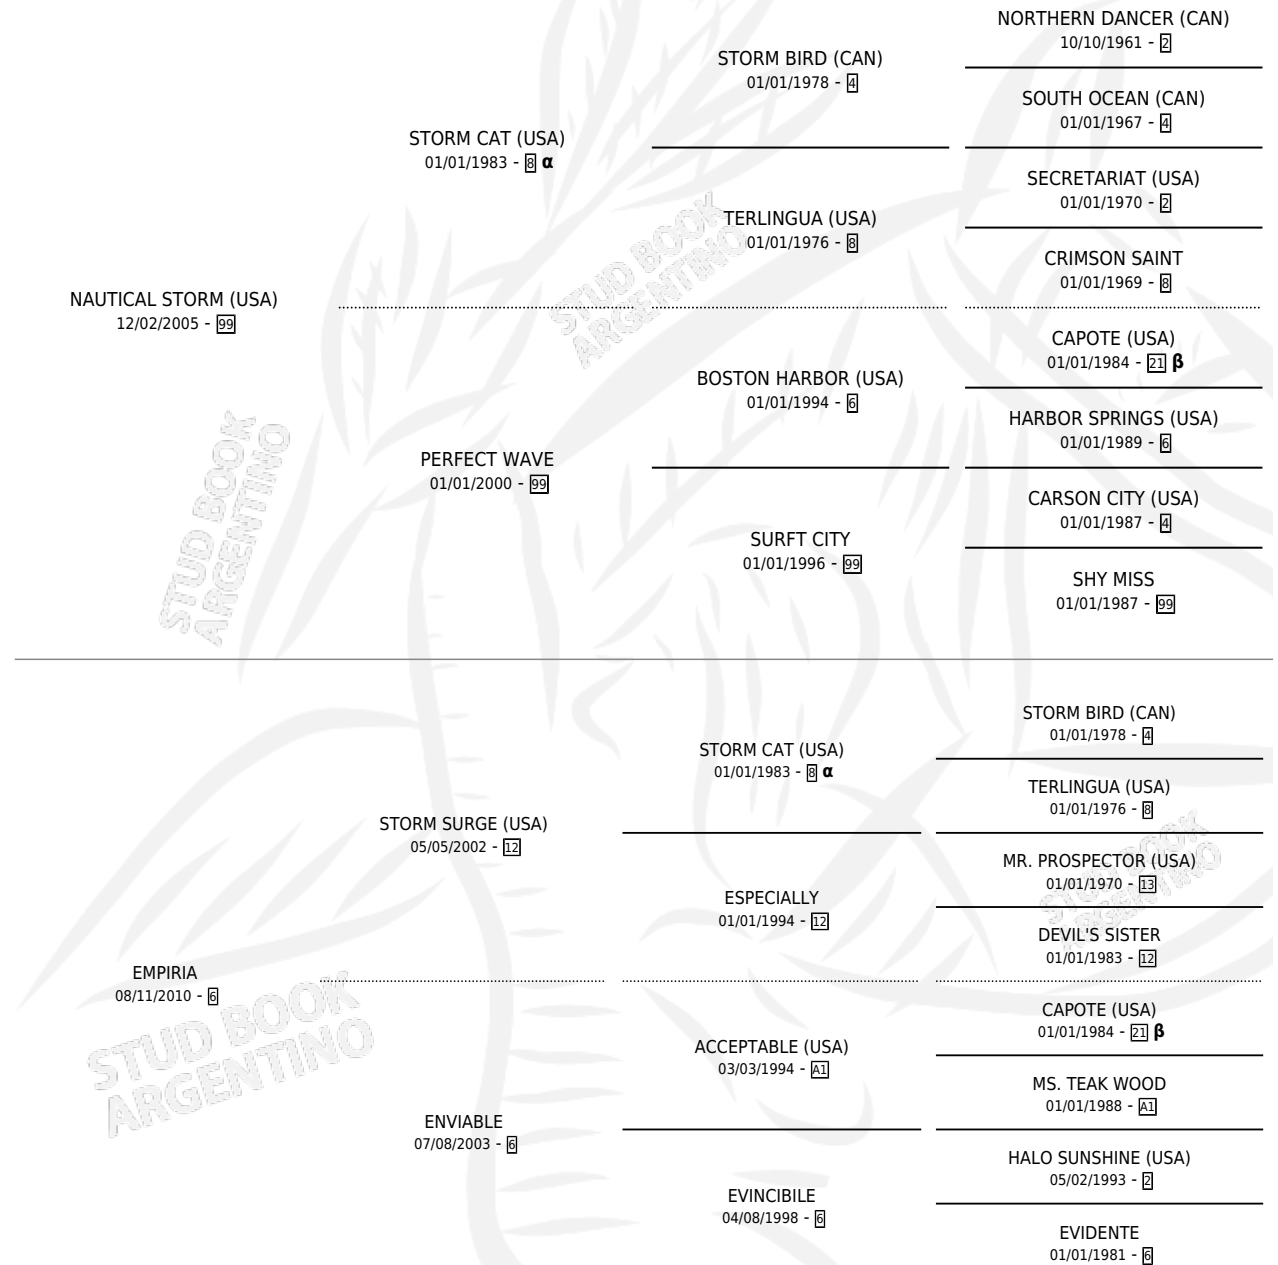 NORTHERN DANCER (CAN)
10/10/1961 - 2
STORM BIRD (CAN)
01/01/1978 - 4
SOUTH OCEAN (CAN)
01/01/1967 - 4
STORM CAT (USA)
01/01/1983 - 8 α
SECRETARIAT (USA)
01/01/1970 - 2
TERLINGUA (USA)
01/01/1976 - 8
CRIMSON SAINT
01/01/1969 - 8
NAUTICAL STORM (USA)
12/02/2005 - 99
CAPOTE (USA)
01/01/1984 - 21 β
BOSTON HARBOR (USA)
01/01/1994 - 6
HARBOR SPRINGS (USA)
01/01/1989 - 6
PERFECT WAVE
01/01/2000 - 99
CARSON CITY (USA)
01/01/1987 - 4
SURFT CITY
01/01/1996 - 99
SHY MISS
01/01/1987 - 99
STORM BIRD (CAN)
01/01/1978 - 4
STORM CAT (USA)
01/01/1983 - 8 α
TERLINGUA (USA)
01/01/1976 - 8
STORM SURGE (USA)
05/05/2002 - 12
MR. PROSPECTOR (USA)
01/01/1970 - 13
ESPECIALLY
01/01/1994 - 12
DEVIL'S SISTER
01/01/1983 - 12
EMPIRIA
08/11/2010 - 6
CAPOTE (USA)
01/01/1984 - 21 β
ACCEPTABLE (USA)
03/03/1994 - A1
MS. TEAK WOOD
01/01/1988 - A1
ENVIABLE
07/08/2003 - 6
HALO SUNSHINE (USA)
05/02/1993 - 2
EVINCIBILE
04/08/1998 - 6
EVIDENTE
01/01/1981 - 6
STUD BOOK
ARGENTINO
STUD BOOK
ARGENTINO
STUD BOOK
ARGENTINO
STUD BOOK
ARGENTINO